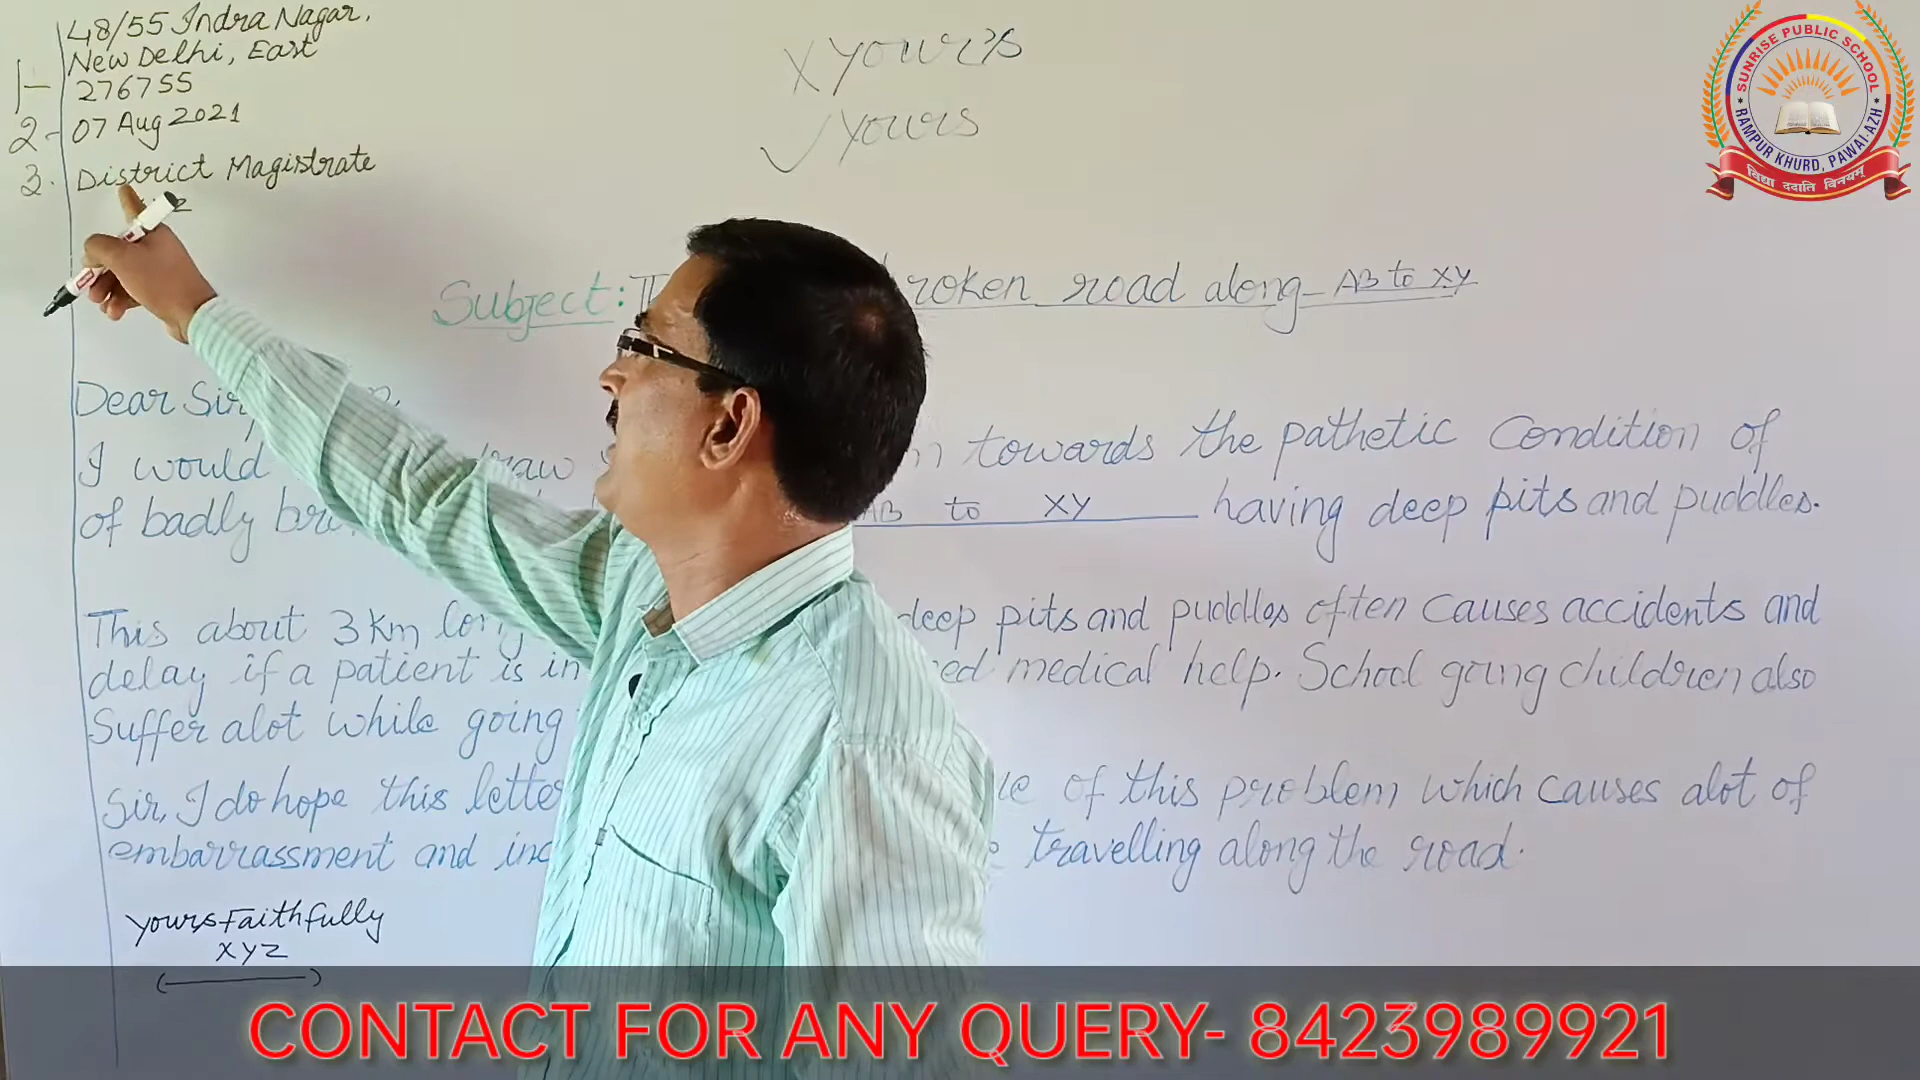 48/55 Indra Nagar,
New Delhi, East
1- 276755
2- 07 Aug 2021
3. District Magistrate
x yours
✓ yours
SUNRISE PUBLIC SCHOOL
RAMPUR KHURD, PAWAI-AZH
विद्या ददाति विनयम्
Subject: roken road along AB to XY
Dear Sir
I would draw towards the pathetic Condition of
of badly AB to XY having deep pits and puddles.
This about 3 Km deep pits and puddles often causes accidents and
delay if a patient is in medical help. School going children also
Suffer alot while going
Sir, I do hope this letter of this problem which causes alot of
embarrassment and travelling along the road.
Yours Faithfully
XYZ
CONTACT FOR ANY QUERY- 8423989921